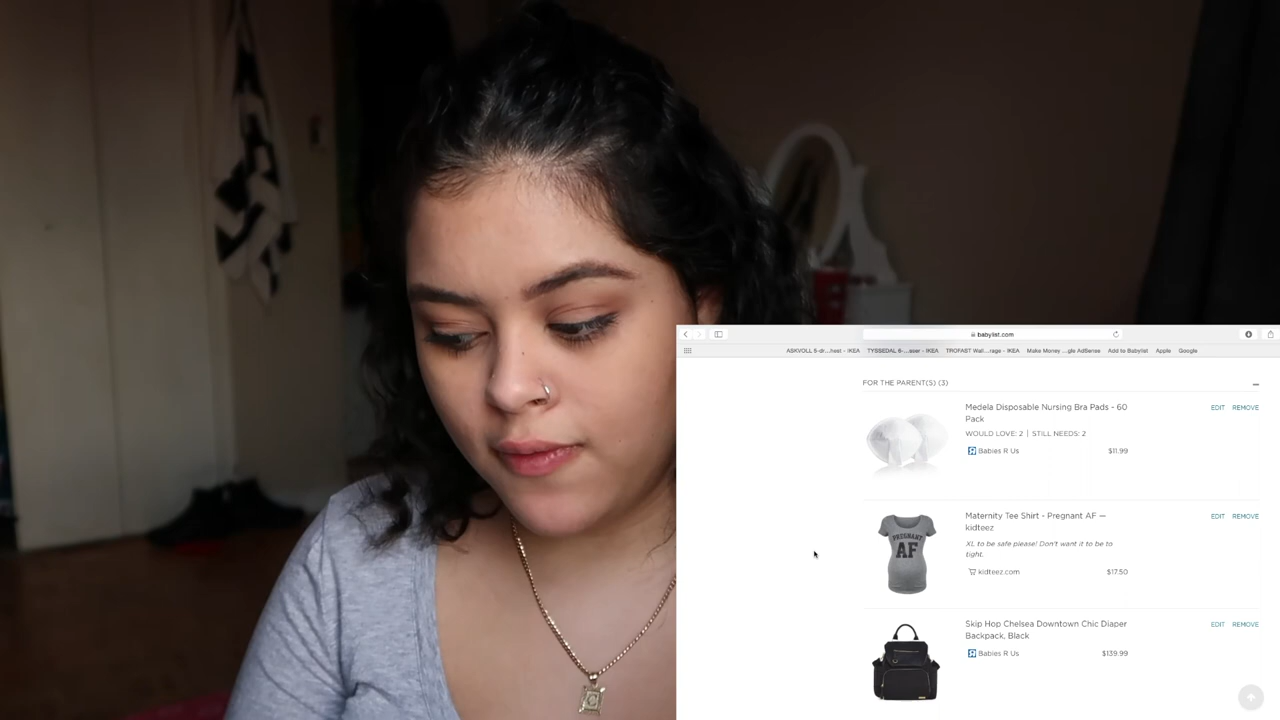 babylist.com
ASKVOLL 5-dr...hest - IKEA TYSSEDAL 6-...aser - IKEA TROFAST Wall...rage - IKEA Make Money ...gle AdSense Add to Babylist Apple Google
FOR THE PARENT(S) (3)
Medela Disposable Nursing Bra Pads - 60
Pack
EDIT REMOVE
WOULD LOVE: 2 | STILL NEEDS: 2
Babies R Us $11.99
Maternity Tee Shirt - Pregnant AF —
kidteez
EDIT REMOVE
PREGNANT
AF
XL to be safe please! Don't want it to be to
tight.
kidteez.com $17.50
Skip Hop Chelsea Downtown Chic Diaper
Backpack, Black
EDIT REMOVE
Babies R Us $139.99